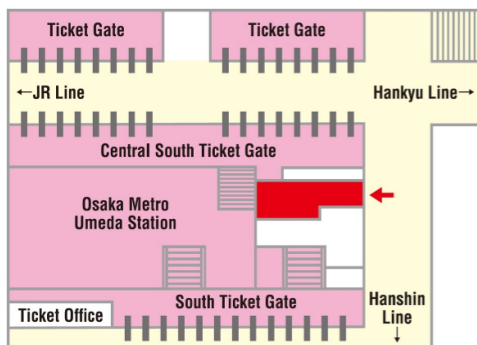 Ticket Gate
Ticket Gate
←JR Line
Hankyu Line→
Central South Ticket Gate
Osaka Metro
Umeda Station
South Ticket Gate
Ticket Office
Hanshin
Line
↓